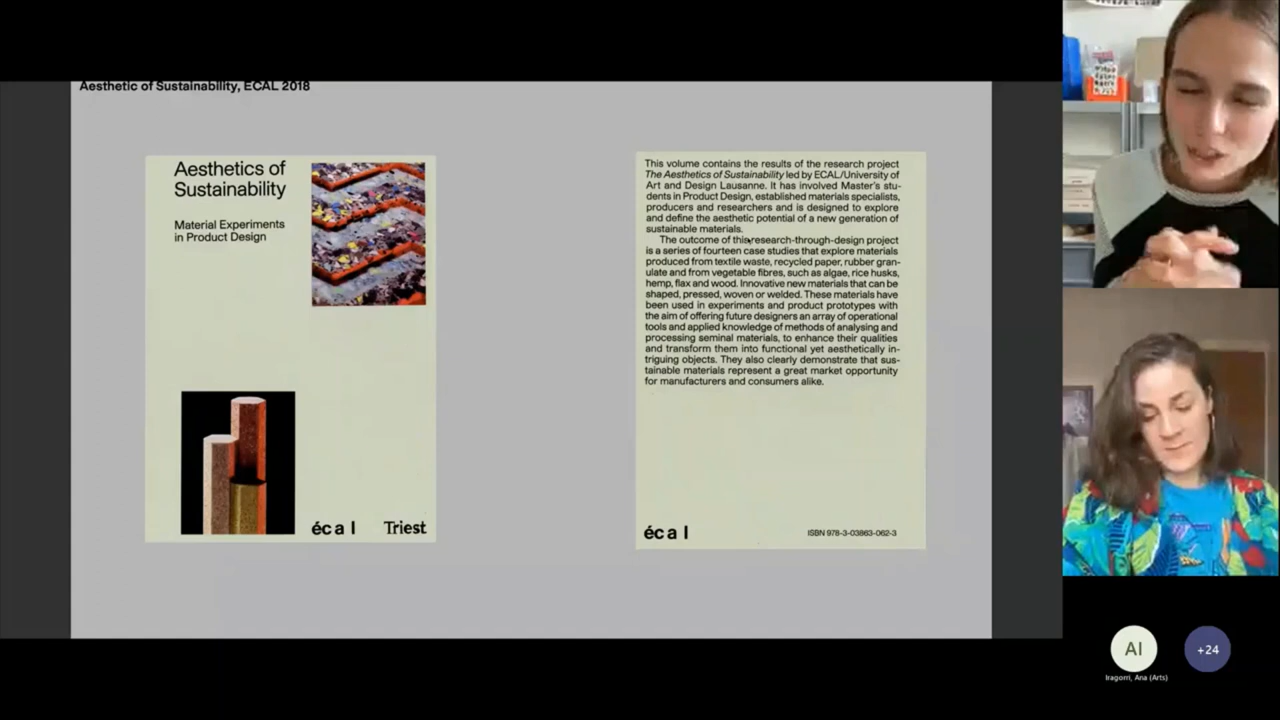 Aesthetic of Sustainability, ECAL 2018
Aesthetics of
Sustainability
Material Experiments
in Product Design
écal
Triest
This volume contains the results of the research project
The Aesthetics of Sustainability led by ECAL/University of
Art and Design Lausanne. It has involved Master's stu-
dents in Product Design, established materials specialists,
producers and researchers and is designed to explore
and define the aesthetic potential of a new generation of
sustainable materials.
The outcome of this research-through-design project
is a series of fourteen case studies that explore materials
produced from textile waste, recycled paper, rubber gran-
ulate and from vegetable fibres, such as algae, rice husks,
hemp, flax and wood. Innovative new materials that can be
shaped, pressed, woven or welded. These materials have
been used in experiments and product prototypes with
the aim of offering future designers an array of operational
tools and applied knowledge of methods of analysing and
processing seminal materials, to enhance their qualities
and transform them into functional yet aesthetically in-
triguing objects. They also clearly demonstrate that sus-
tainable materials represent a great market opportunity
for manufacturers and consumers alike.
écal
ISBN 978-3-03863-062-3
AI
+24
Iragorri, Ana (Arts)